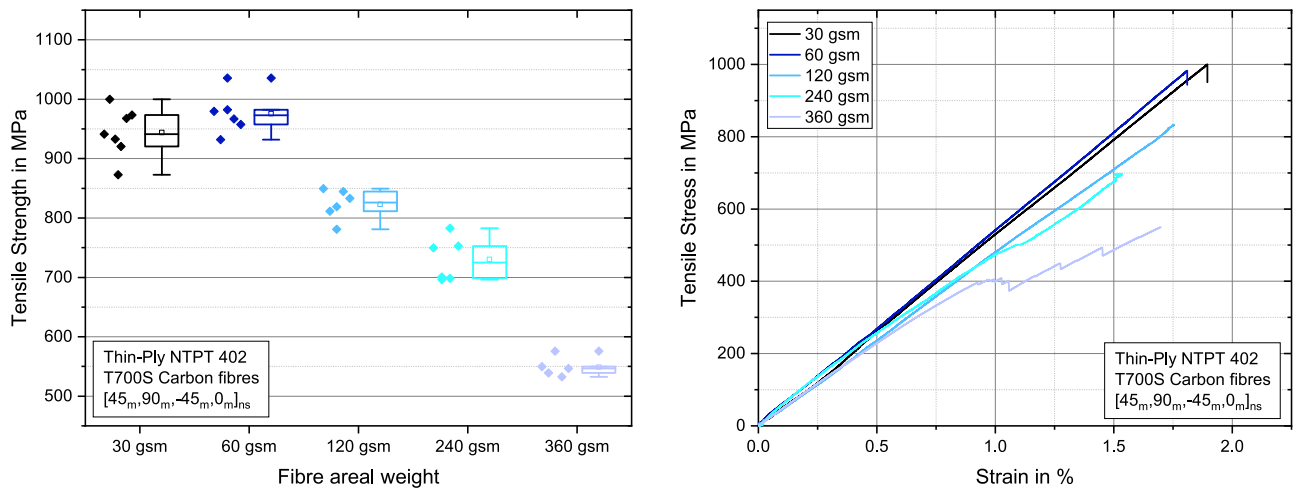 1100
1000
900
800
700
600
500
Tensile Strength in MPa
Thin-Ply NTPT 402
T700S Carbon fibres
[45m,90m,-45m,0m]ns
30 gsm 60 gsm 120 gsm 240 gsm 360 gsm
Fibre areal weight
30 gsm
60 gsm
120 gsm
240 gsm
360 gsm
1000
800
600
400
200
0
Tensile Stress in MPa
Thin-Ply NTPT 402
T700S Carbon fibres
[45m,90m,-45m,0m]ns
0.0 0.5 1.0 1.5 2.0
Strain in %